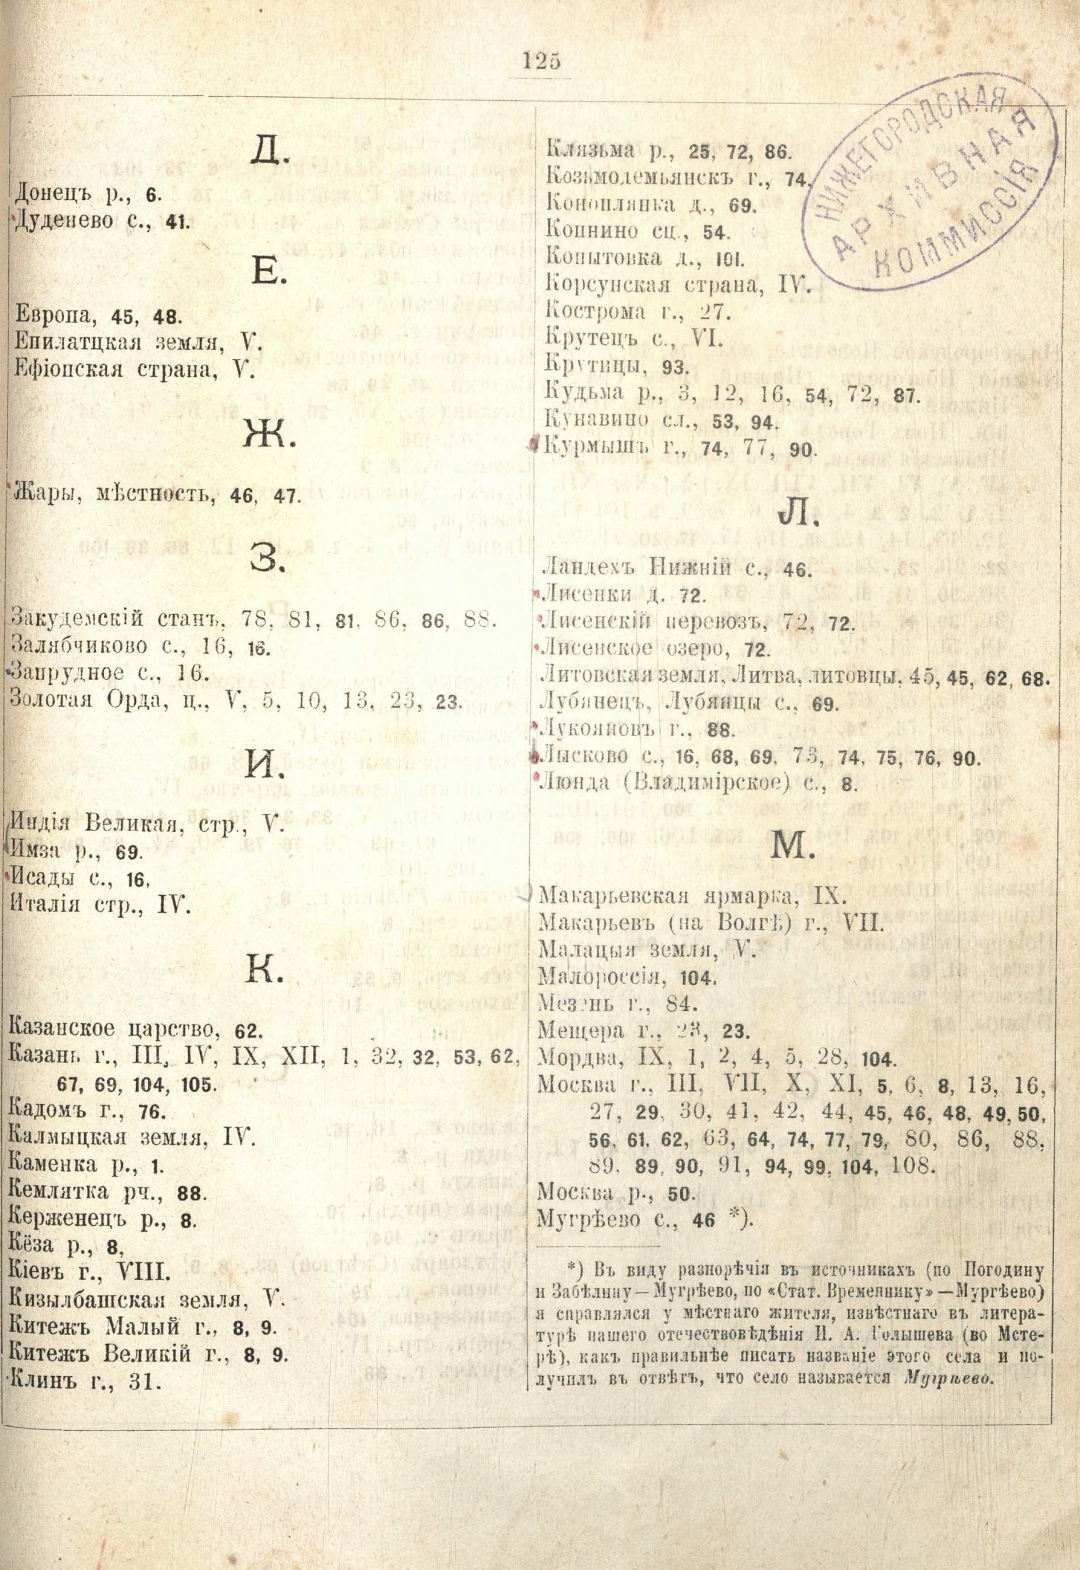 125
Д.
Донецъ р., 6.
Дуденево с., 41.
Е.
Европа, 45, 48.
Епилатцкая земля, V.
Ефіопская страна, V.
Ж.
Жары, мѣстность, 46, 47.
З.
Закудемскій станъ, 78, 81, 81, 86, 86, 88.
Залябчиково с., 16, 16.
Запрудное с., 16.
Золотая Орда, ц., V, 5, 10, 13, 23, 23.
И.
Индія Великая, стр., V.
Имза р., 69.
Исады с., 16,
Италія стр., IV.
К.
Казанское царство, 62.
Казань г., III, IV, IX, XII, 1, 32, 32, 53, 62,
67, 69, 104, 105.
Кадомъ г., 76.
Калмыцкая земля, IV.
Каменка р., 1.
Кемлятка рч., 88.
Керженецъ р., 8.
Кёза р., 8,
Кіевъ г., VIII.
Кизылбашская земля, V.
Китежъ Малый г., 8, 9.
Китежъ Великій г., 8, 9.
Клинъ г., 31.
Клязьма р., 25, 72, 86.
Козьмодемьянскъ г., 74.
Коноплянка д., 69.
Копнино сц., 54.
Копытовка д., 101.
Корсунская страна, IV.
Кострома г., 27.
Крутецъ с., VI.
Крутицы, 93.
Кудьма р., 3, 12, 16, 54, 72, 87.
Кунавино сл., 53, 94.
Курмышъ г., 74, 77, 90.
Л.
Ландехъ Нижній с., 46.
Лисенки д. 72.
Лисенскій перевозъ, 72, 72.
Лисенское озеро, 72.
Литовская земля, Литва, литовцы, 45, 45, 62, 68.
Лубянецъ, Лубянцы с., 69.
Лукояновъ г., 88.
Лысково с., 16, 68, 69, 73, 74, 75, 76, 90.
Люнда (Владимірское) с., 8.
М.
Макарьевская ярмарка, IX.
Макарьевъ (на Волгѣ) г., VII.
Малацыя земля, V.
Малороссія, 104.
Мезень г., 84.
Мещера г., 23, 23.
Мордва, IX, 1, 2, 4, 5, 28, 104.
Москва г., III, VII, X, XI, 5, 6, 8, 13, 16,
27, 29, 30, 41, 42, 44, 45, 46, 48, 49, 50,
56, 61, 62, 63, 64, 74, 77, 79, 80, 86, 88,
89, 89, 90, 91, 94, 99, 104, 108.
Москва р., 50.
Мугрѣево с., 46 *).
*) Въ виду разнорѣчія въ источникахъ (по Погодину
и Забѣлину—Мугрѣево, по «Стат. Временнику»—Мургѣево)
я справлялся у мѣстнаго жителя, извѣстнаго въ литера-
турѣ нашего отечествовѣдѣнія И. А. Голышева (во Мсте-
рѣ), какъ правильнѣе писать названіе этого села и по-
лучилъ въ отвѣтъ, что село называется Мугрѣево.
НИЖЕГОРОДСКАЯ
АРХИВНАЯ
КОММИССІЯ